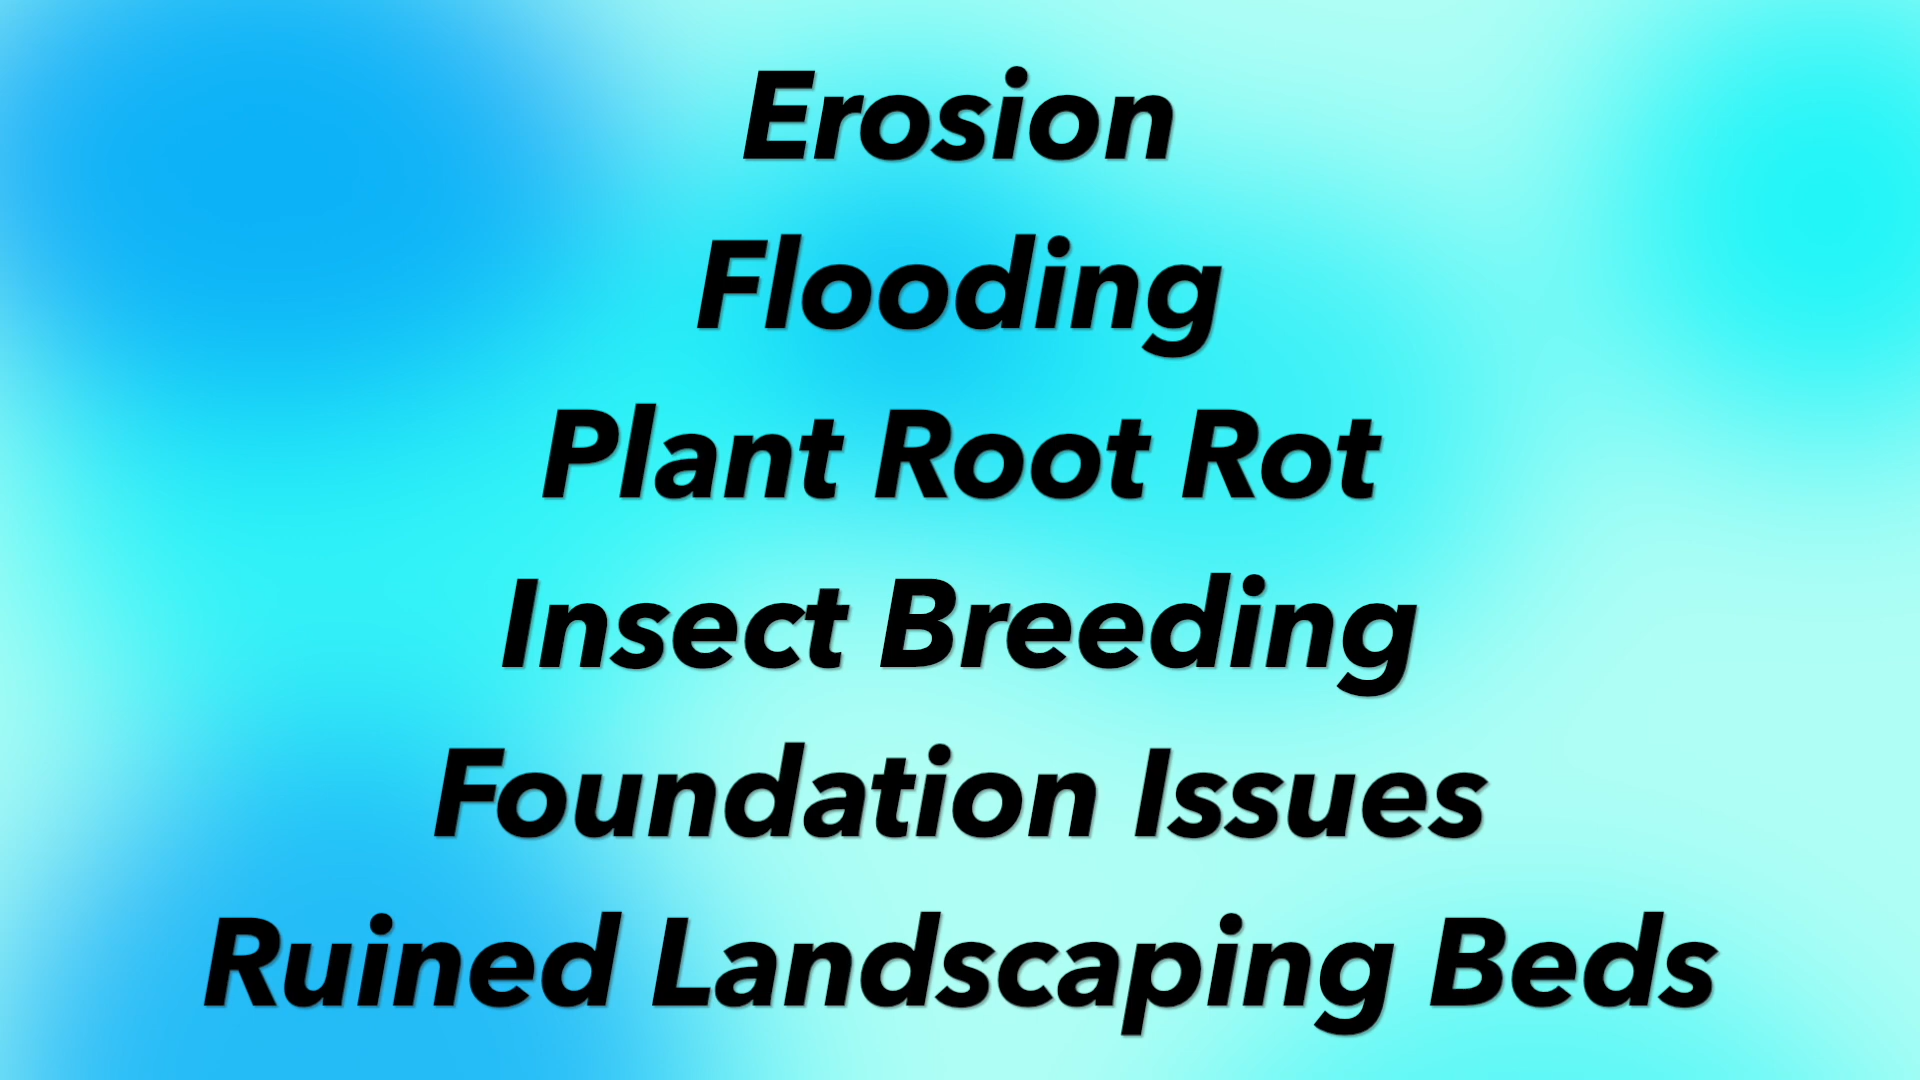 Erosion
Flooding
Plant Root Rot
Insect Breeding
Foundation Issues
Ruined Landscaping Beds